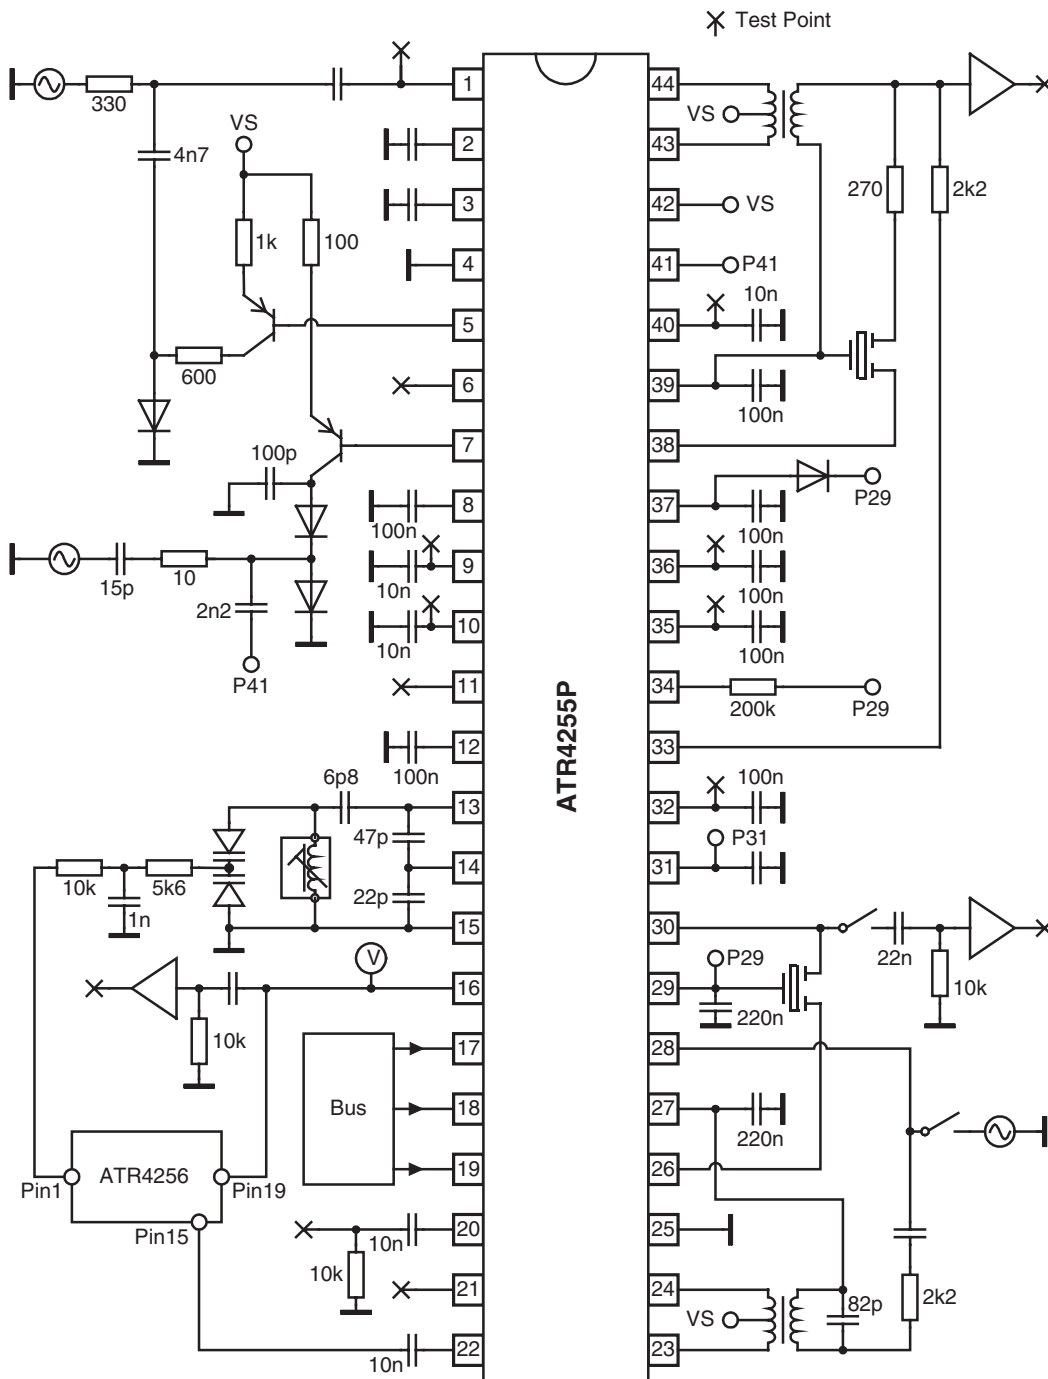 Test Point
330
1
44
VS
VS
4n7
2
43
3
42
VS
270
2k2
1k
100
4
41
P41
10n
5
40
600
6
39
100n
7
38
100p
8
37
P29
100n
100n
9
36
15p
10
10n
100n
2n2
10
35
10n
100n
P41
11
34
200k
P29
12
33
100n
ATR4255P
6p8
100n
13
32
47p
P31
14
31
10k
5k6
22p
1n
15
30
22n
V
P29
10k
16
29
220n
10k
17
28
Bus
18
27
220n
19
26
ATR4256
Pin1
Pin19
Pin15
20
25
10n
10k
21
24
82p
2k2
VS
22
23
10n